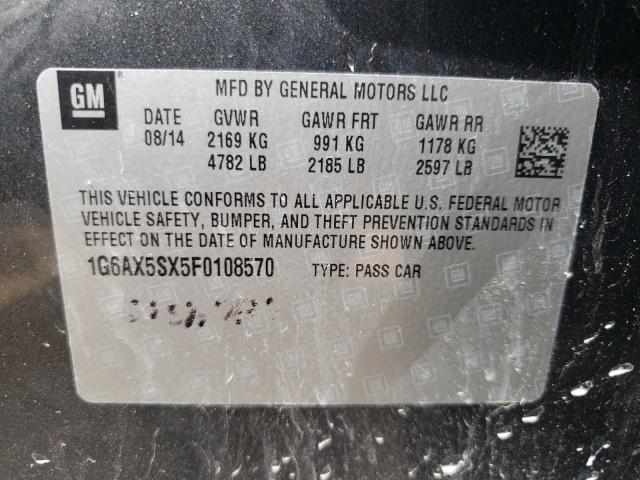 GM
MFD BY GENERAL MOTORS LLC
DATE GVWR GAWR FRT GAWR RR
08/14 2169 KG 991 KG 1178 KG
4782 LB 2185 LB 2597 LB
THIS VEHICLE CONFORMS TO ALL APPLICABLE U.S. FEDERAL MOTOR
VEHICLE SAFETY, BUMPER, AND THEFT PREVENTION STANDARDS IN
EFFECT ON THE DATE OF MANUFACTURE SHOWN ABOVE.
1G6AX5SX5F0108570 TYPE: PASS CAR